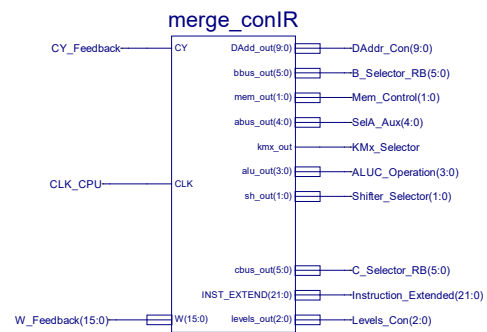 merge_conIR
CY_Feedback CY DAdd_out(9:0) DAddr_Con(9:0)
bbus_out(5:0) B_Selector_RB(5:0)
mem_out(1:0) Mem_Control(1:0)
abus_out(4:0) SelA_Aux(4:0)
kmx_out KMx_Selector
alu_out(3:0) ALUC_Operation(3:0)
CLK_CPU CLK
sh_out(1:0) Shifter_Selector(1:0)
cbus_out(5:0) C_Selector_RB(5:0)
INST_EXTEND(21:0) Instruction_Extended(21:0)
W_Feedback(15:0) W(15:0) levels_out(2:0) Levels_Con(2:0)